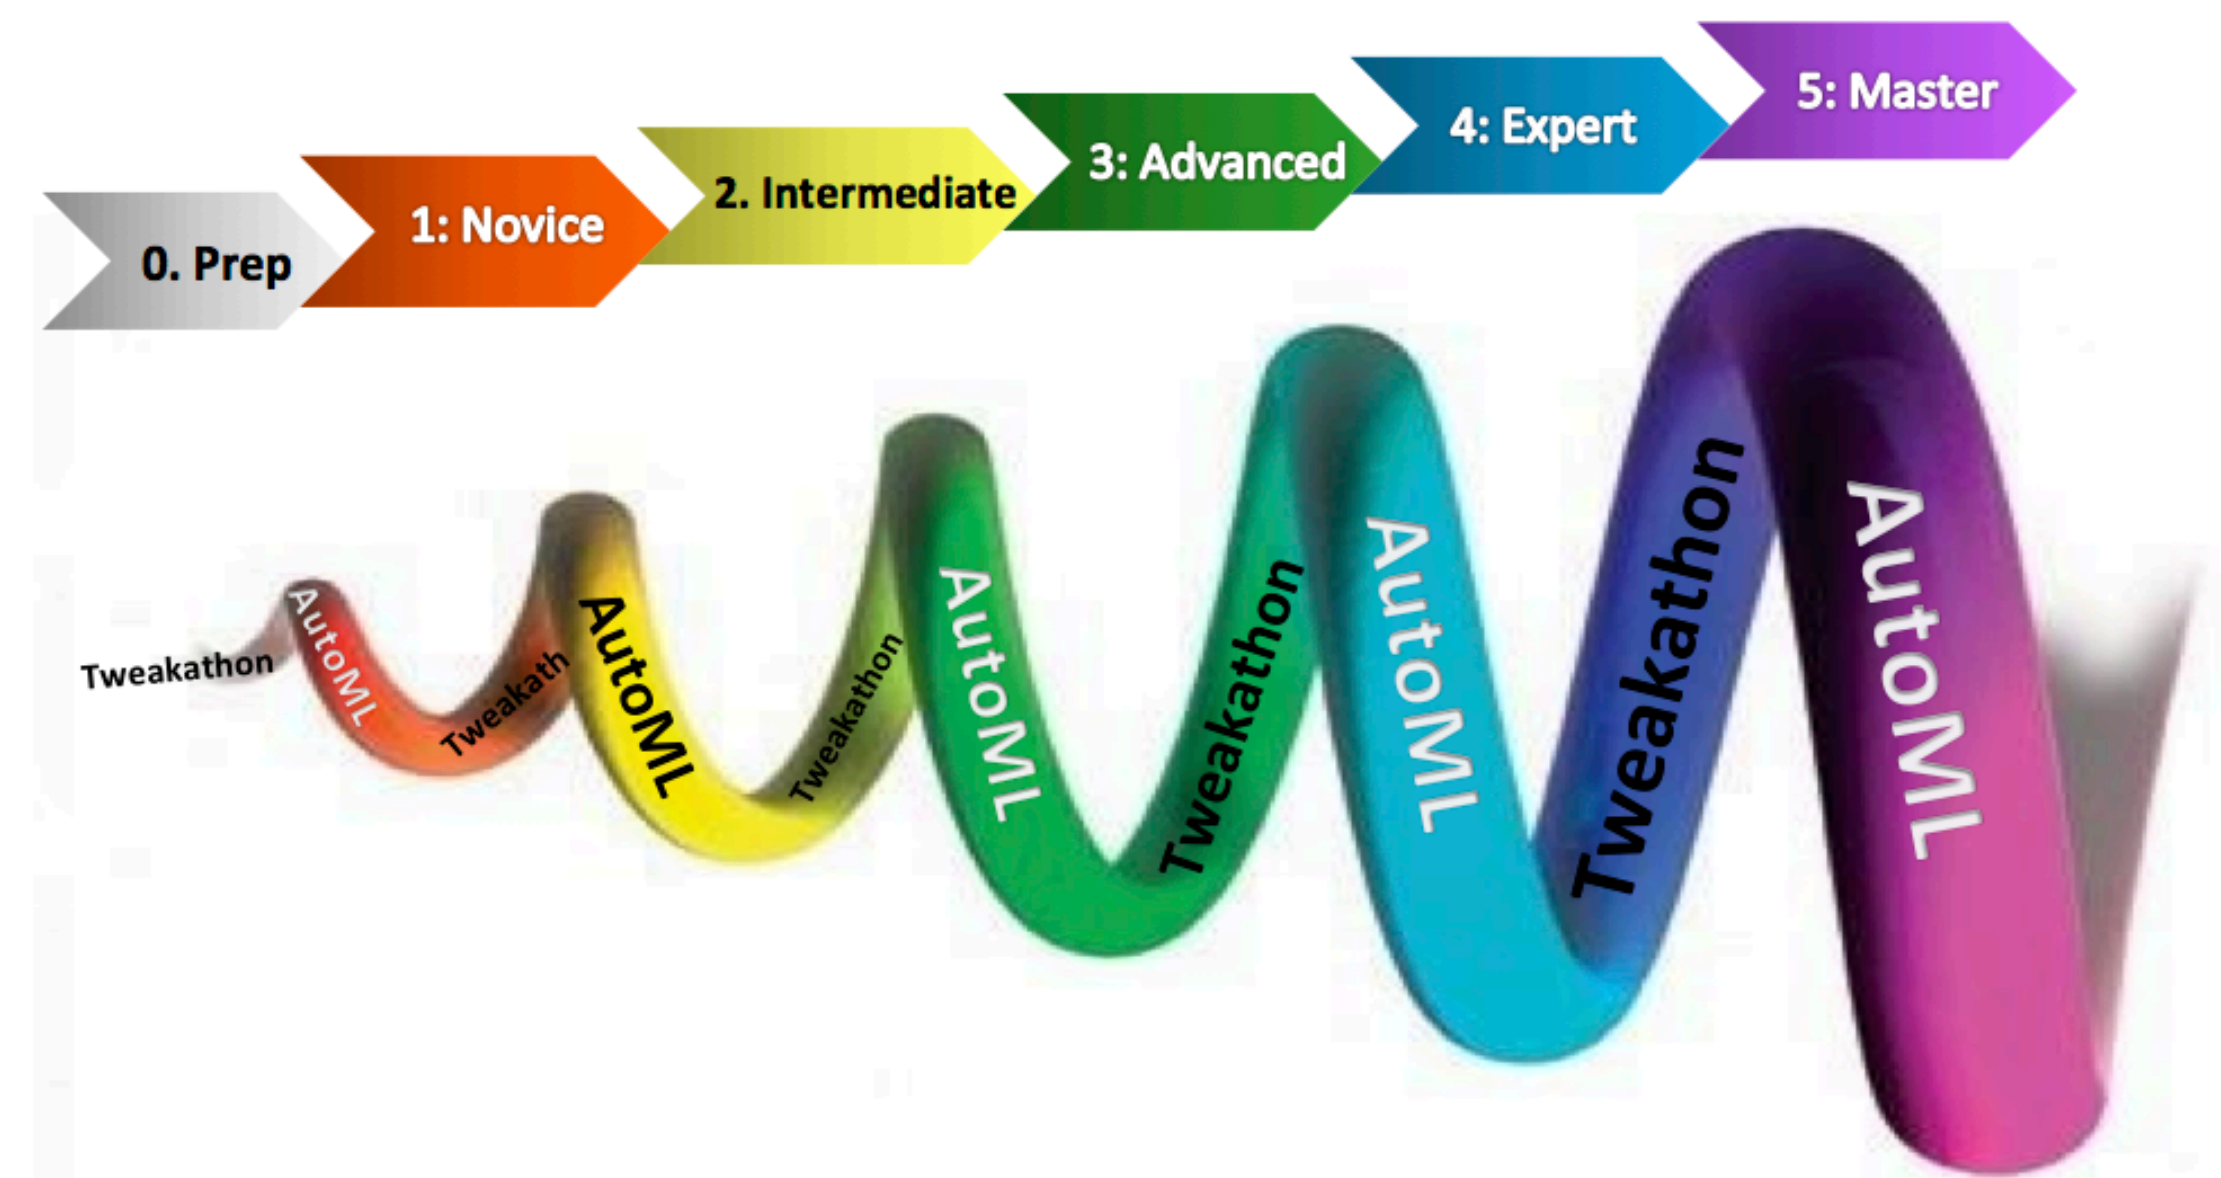 0. Prep
1: Novice
2. Intermediate
3: Advanced
4: Expert
5: Master
Tweakathon
AutoML
Tweakath
AutoML
Tweakathon
AutoML
Tweakathon
AutoML
Tweakathon
AutoML